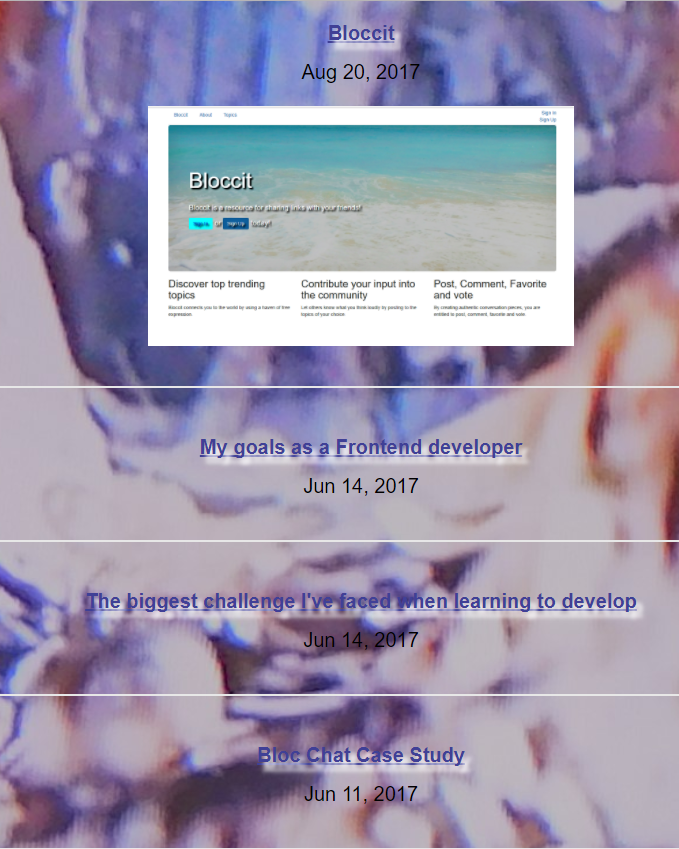 Bloccit
Aug 20, 2017
Bloccit About Topics
Sign In
Sign Up
Bloccit
Bloccit is a resource for sharing links with your friends!
Sign In or Sign Up today!
Discover top trending
topics
Contribute your input into
the community
Post, Comment, Favorite
and vote
Bloccit connects you to the world by using a haven of free
expression.
Let others know what you think loudly by posting to the
topics of your choice.
By creating authentic conversation pieces, you are
entitled to post, comment, favorite and vote.
My goals as a Frontend developer
Jun 14, 2017
The biggest challenge I've faced when learning to develop
Jun 14, 2017
Bloc Chat Case Study
Jun 11, 2017